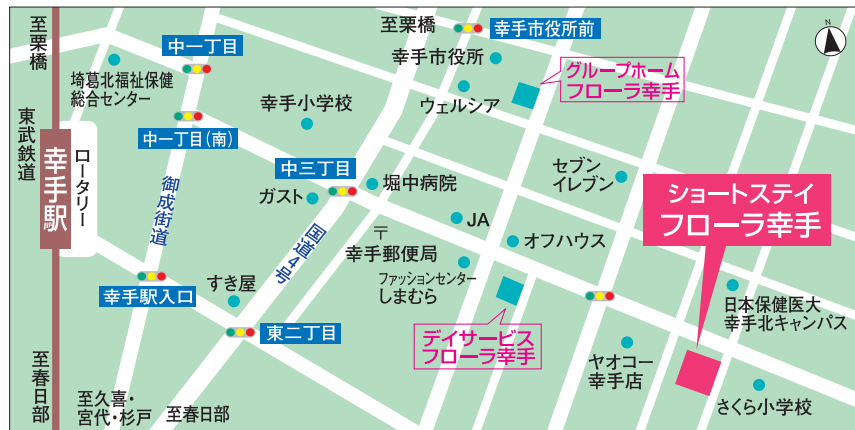 至栗橋
東武鉄道
幸手駅
ロータリー
至春日部
埼葛北福祉保健
総合センター
中一丁目
中一丁目(南)
御成街道
幸手駅入口
すき屋
東二丁目
至久喜・
宮代・杉戸
至春日部
幸手小学校
中三丁目
ガスト
国道4号
至栗橋
幸手市役所前
幸手市役所
ウェルシア
グループホーム
フローラ幸手
堀中病院
JA
〒
幸手郵便局
ファッションセンター
しまむら
オフハウス
デイサービス
フローラ幸手
セブン
イレブン
ショートステイ
フローラ幸手
日本保健医大
幸手北キャンパス
ヤオコー
幸手店
さくら小学校
N